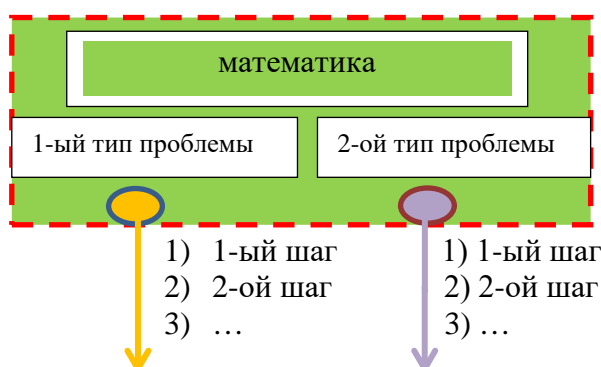 математика
1-ый тип проблемы
2-ой тип проблемы
1) 1-ый шаг
2) 2-ой шаг
3) …
1) 1-ый шаг
2) 2-ой шаг
3) …